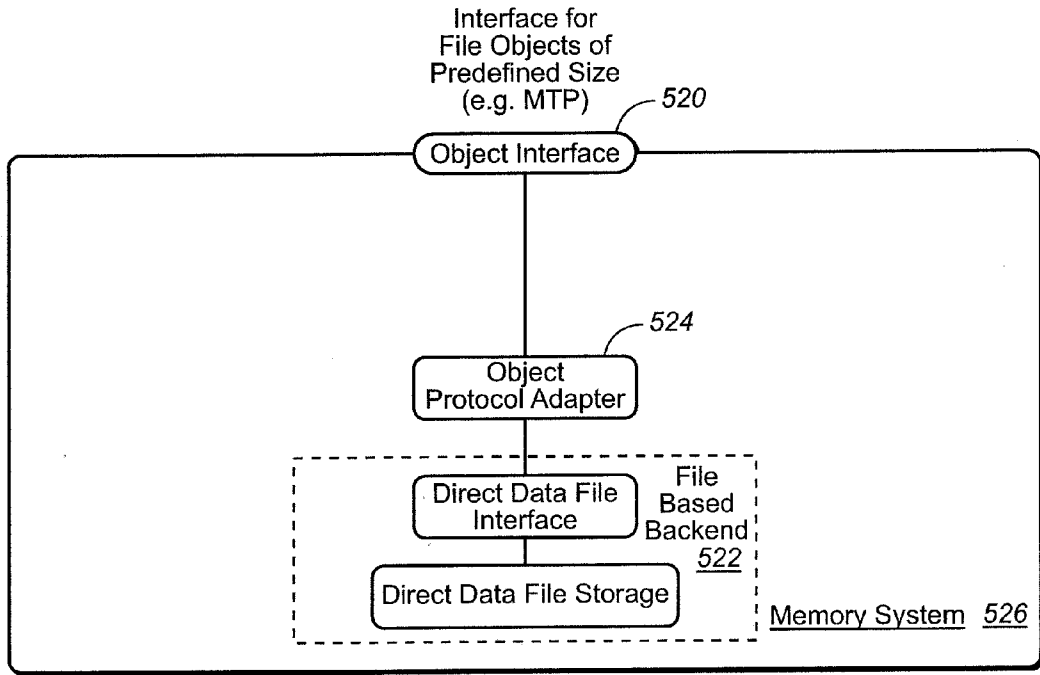 Interface for
File Objects of
Predefined Size
(e.g. MTP)
520
Object Interface
524
Object
Protocol Adapter
Direct Data File
Interface
File
Based
Backend
522
Direct Data File Storage
Memory System 526